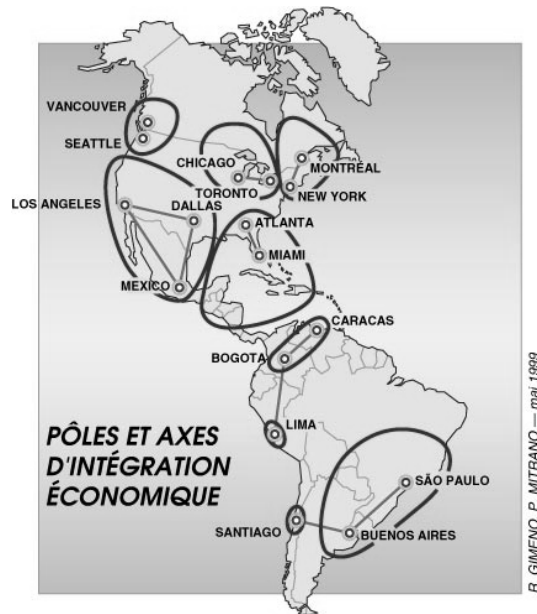 VANCOUVER
SEATTLE
CHICAGO
MONTRÉAL
TORONTO
NEW YORK
LOS ANGELES
DALLAS
ATLANTA
MIAMI
MEXICO
CARACAS
BOGOTA
LIMA
PÔLES ET AXES
D'INTÉGRATION
ÉCONOMIQUE
SÃO PAULO
SANTIAGO
BUENOS AIRES
R. GIMENO, P. MITRANO — mai 1999